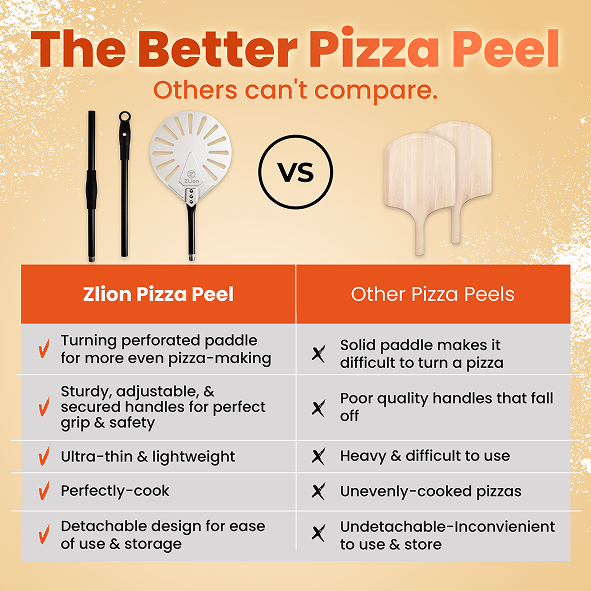 The Better Pizza Peel
Others can't compare.
Zlion
VS
Zlion Pizza Peel
Other Pizza Peels
Turning perforated paddle
for more even pizza-making
Solid paddle makes it
difficult to turn a pizza
Sturdy, adjustable, &
secured handles for perfect
grip & safety
Poor quality handles that fall
off
Ultra-thin & lightweight
Heavy & difficult to use
Perfectly-cook
Unevenly-cooked pizzas
Detachable design for ease
of use & storage
Undetachable-Inconvienient
to use & store